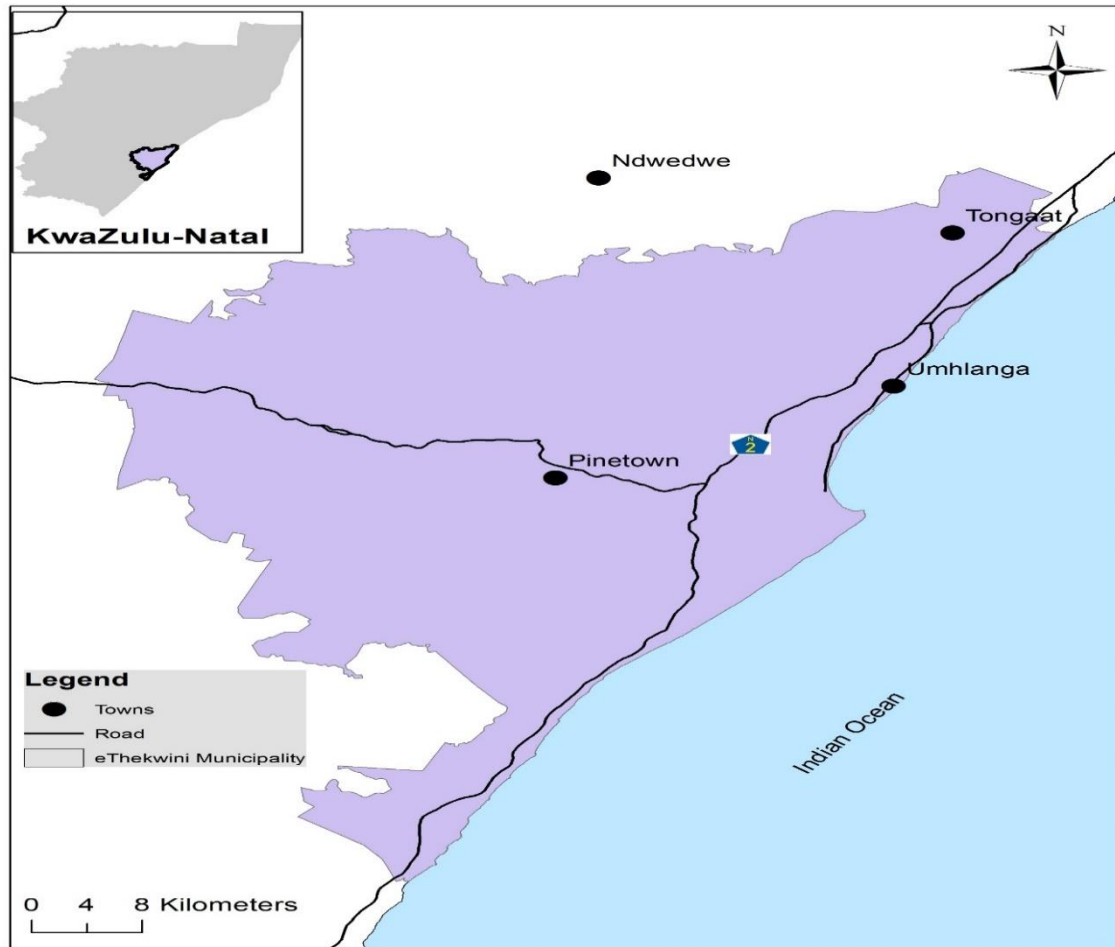 KwaZulu-Natal
N
Ndwedwe
Tongaat
Umhlanga
N
2
Pinetown
Legend
Towns
Road
eThekwini Municipality
Indian Ocean
0 4 8 Kilometers